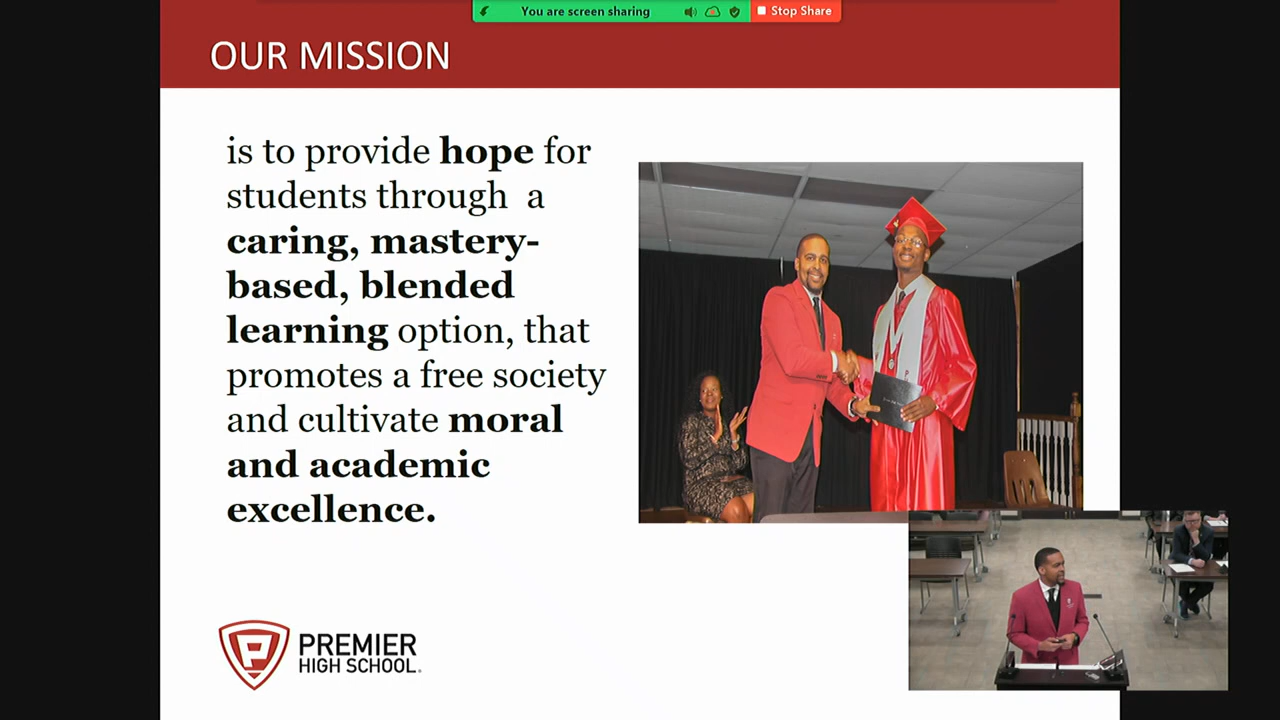 You are screen sharing
Stop Share
OUR MISSION
is to provide hope for
students through a
caring, mastery-
based, blended
learning option, that
promotes a free society
and cultivate moral
and academic
excellence.
PREMIER
HIGH SCHOOL